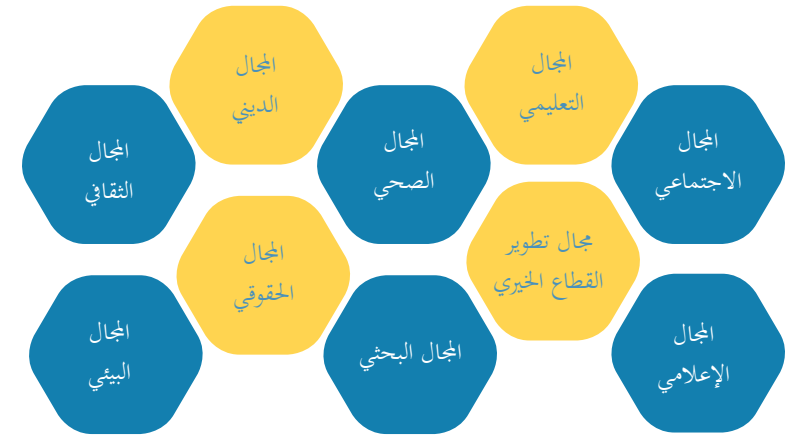 المجال
التعليمي
المجال
الديني
المجال
الاجتماعي
المجال
الصحي
المجال
الثقافي
مجال تطوير
القطاع الخيري
المجال
الحقوقي
المجال
الإعلامي
المجال البحثي
المجال
البيئي